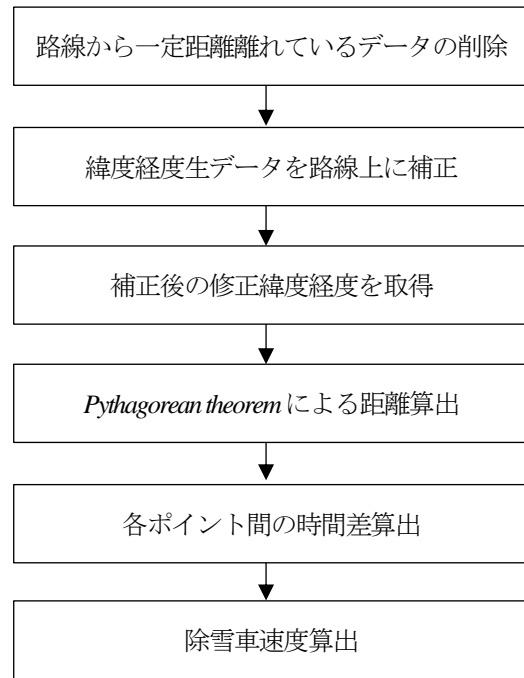 路線から一定距離離れているデータの削除
緯度経度生データを路線上に補正
補正後の修正緯度経度を取得
Pythagorean theorem による距離算出
各ポイント間の時間差算出
除雪車速度算出